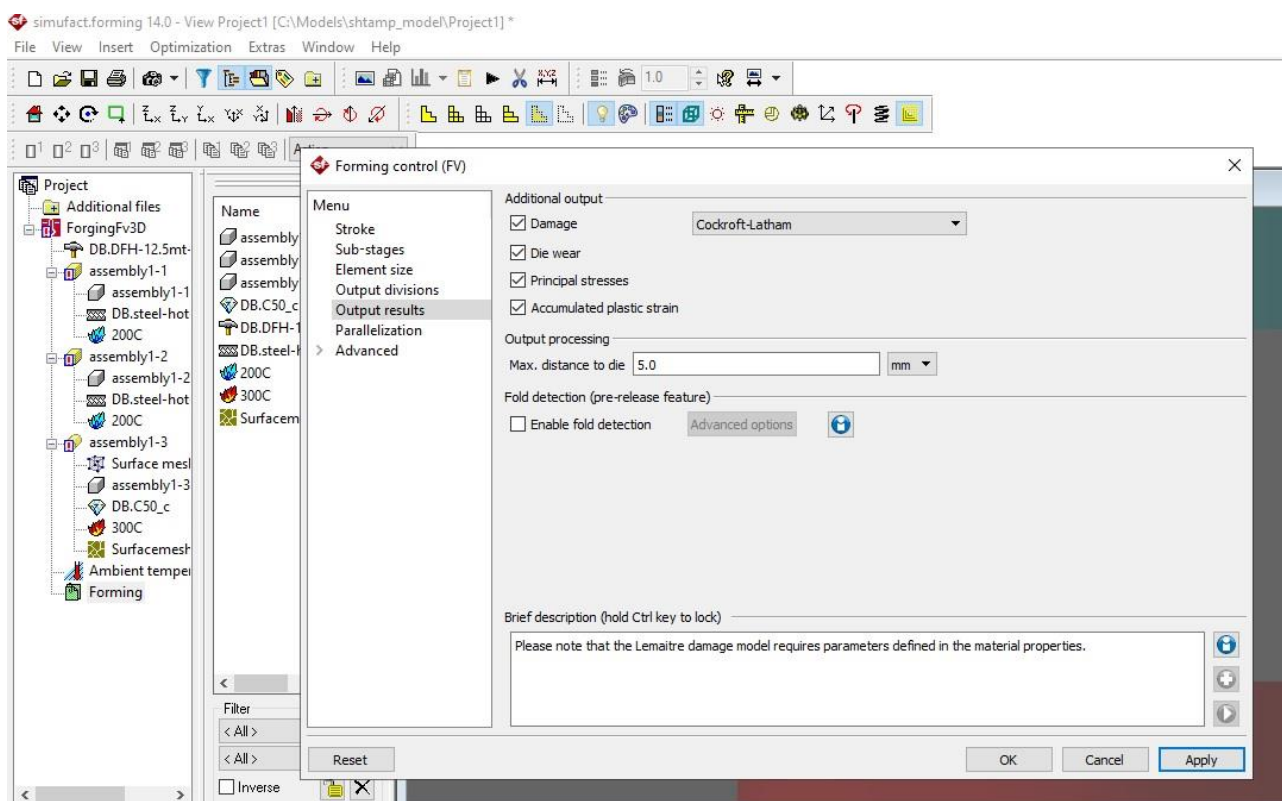 simufact.forming 14.0 - View Project1 [C:\Models\shtamp_model\Project1] *
File View Insert Optimization Extras Window Help
1.0
Project
Additional files
ForgingFv3D
DB.DFH-12.5mt-
assembly1-1
assembly1-1
DB.steel-hot
200C
assembly1-2
assembly1-2
DB.steel-hot
200C
assembly1-3
Surface mesl
assembly1-3
DB.C50_c
300C
Surfacemesh
Ambient temper
Forming
Name
assembly
assembly
assembly
DB.C50_c
DB.DFH-1
DB.steel-h
200C
300C
Surfacem
Filter
< All >
< All >
Inverse
Forming control (FV)
Menu
Stroke
Sub-stages
Element size
Output divisions
Output results
Parallelization
Advanced
Additional output
Damage Cockroft-Latham
Die wear
Principal stresses
Accumulated plastic strain
Output processing
Max. distance to die 5.0 mm
Fold detection (pre-release feature)
Enable fold detection Advanced options
Brief description (hold Ctrl key to lock)
Please note that the Lemaitre damage model requires parameters defined in the material properties.
Reset OK Cancel Apply